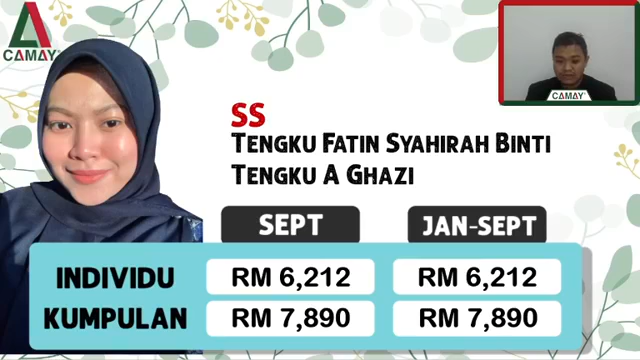 CAMAY
CAMAY
SS
TENGKU FATIN SYAHIRAH BINTI
TENGKU A GHAZI
SEPT JAN-SEPT
INDIVIDU RM 6,212 RM 6,212
KUMPULAN RM 7,890 RM 7,890